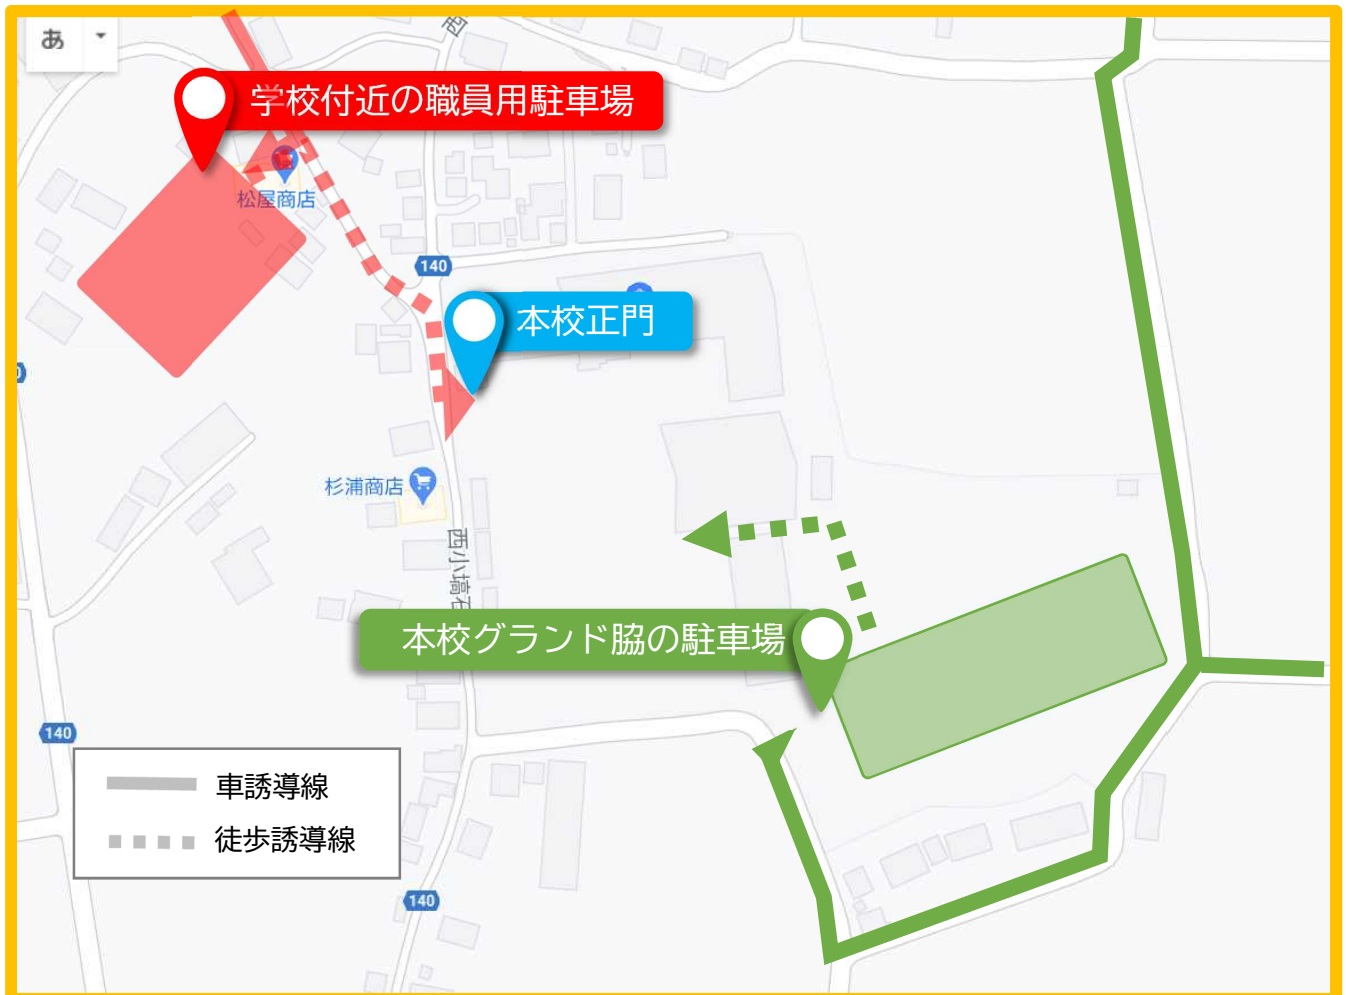 あ
西
学校付近の職員用駐車場
松屋商店
140
本校正門
杉浦商店
西小塙石
本校グランド脇の駐車場
140
車誘導線
徒歩誘導線
140